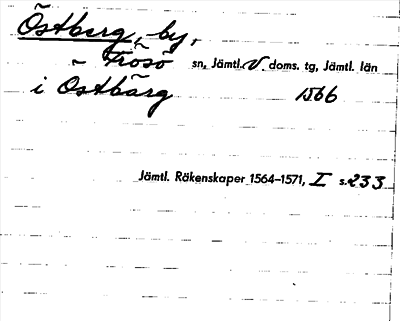 Östberg, by,
Frösö sn, Jämtl. V. doms. tg, Jämtl. län
i Östbärg 1566
Jämtl. Räkenskaper 1564–1571, I s. 233